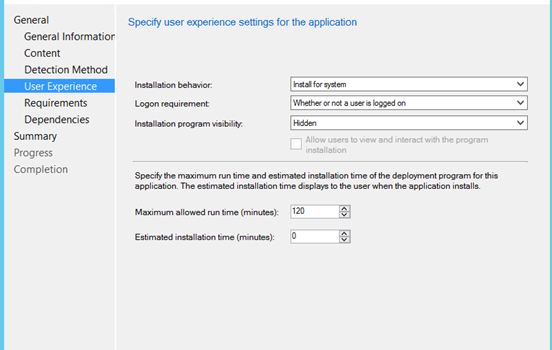 Specify user experience settings for the application
General
General Information
Content
Detection Method
User Experience
Requirements
Dependencies
Summary
Progress
Completion
Installation behavior: Install for system
Logon requirement: Whether or not a user is logged on
Installation program visibility: Hidden
Allow users to view and interact with the program
installation
Specify the maximum run time and estimated installation time of the deployment program for this
application. The estimated installation time displays to the user when the application installs.
Maximum allowed run time (minutes): 120
Estimated installation time (minutes): 0